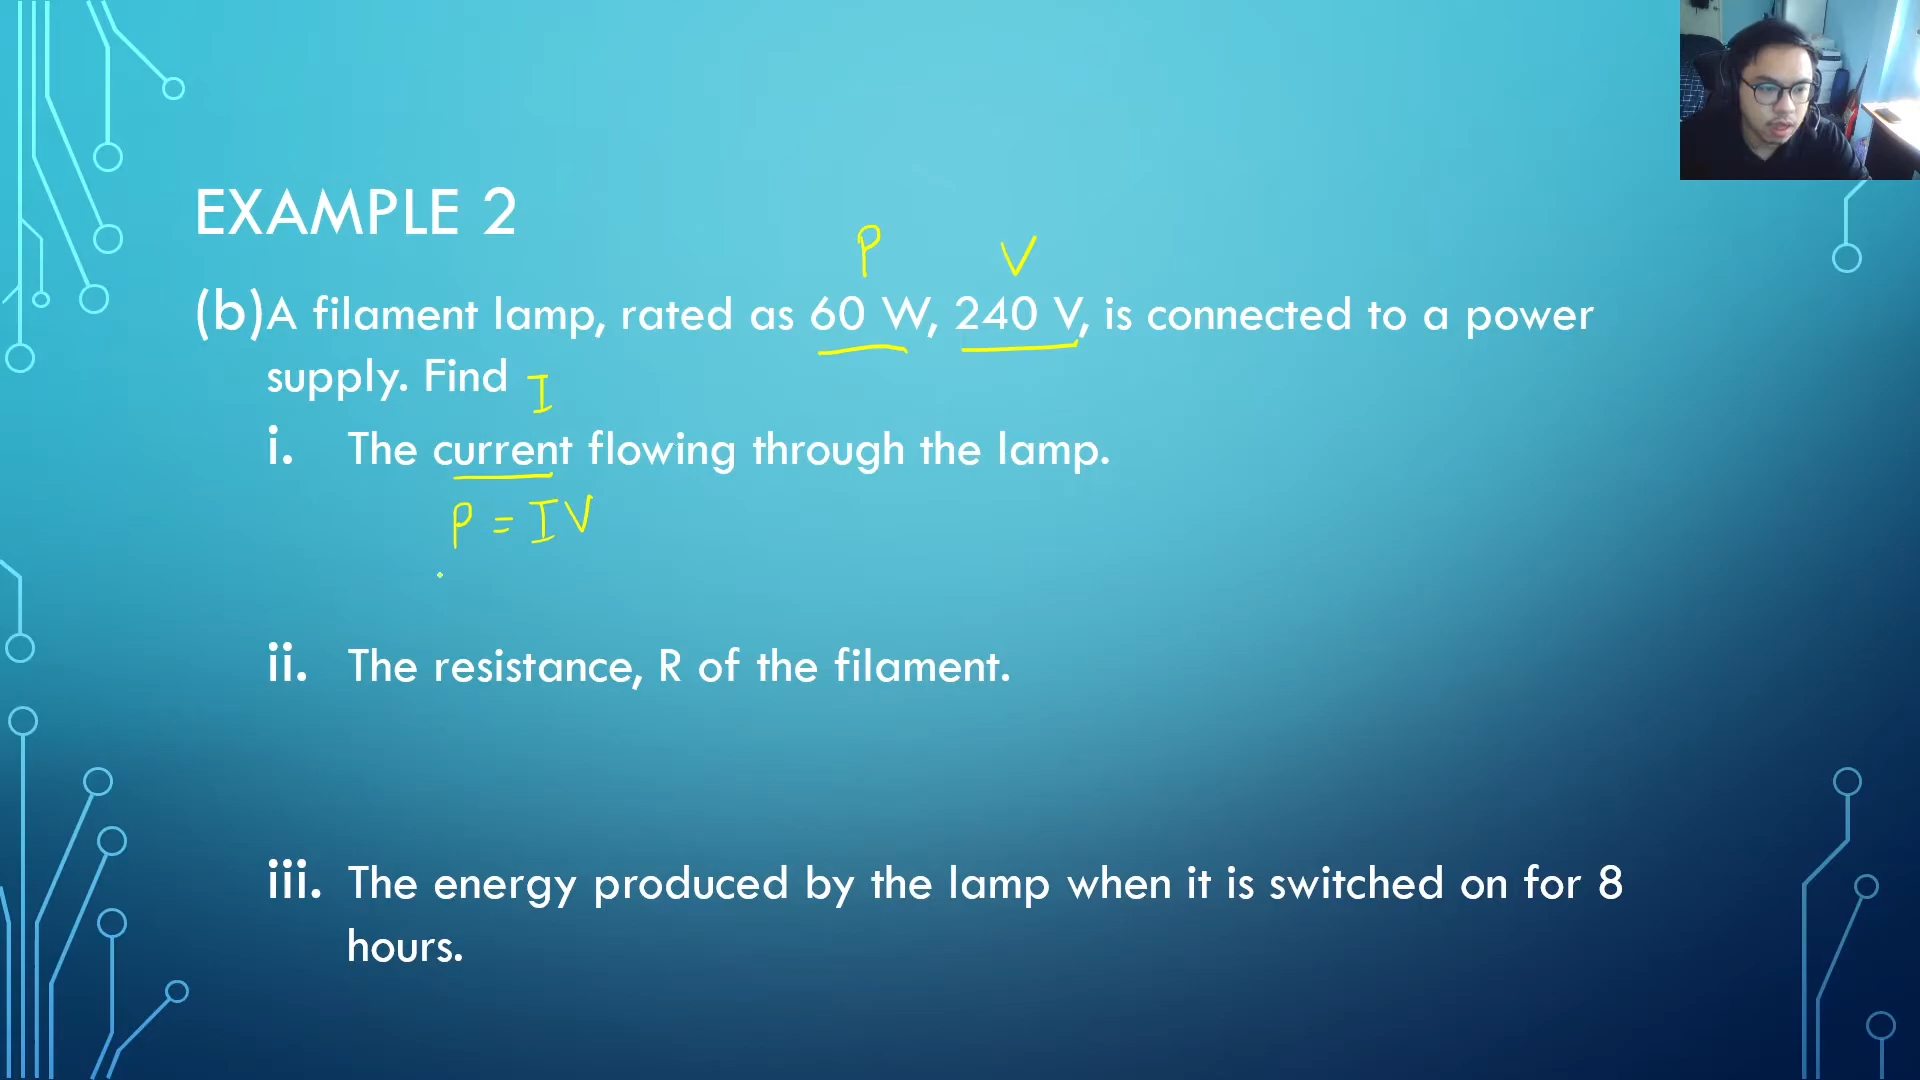 EXAMPLE 2
P V
(b) A filament lamp, rated as 60 W, 240 V, is connected to a power
supply. Find I
i. The current flowing through the lamp.
P = IV
ii. The resistance, R of the filament.
iii. The energy produced by the lamp when it is switched on for 8
hours.